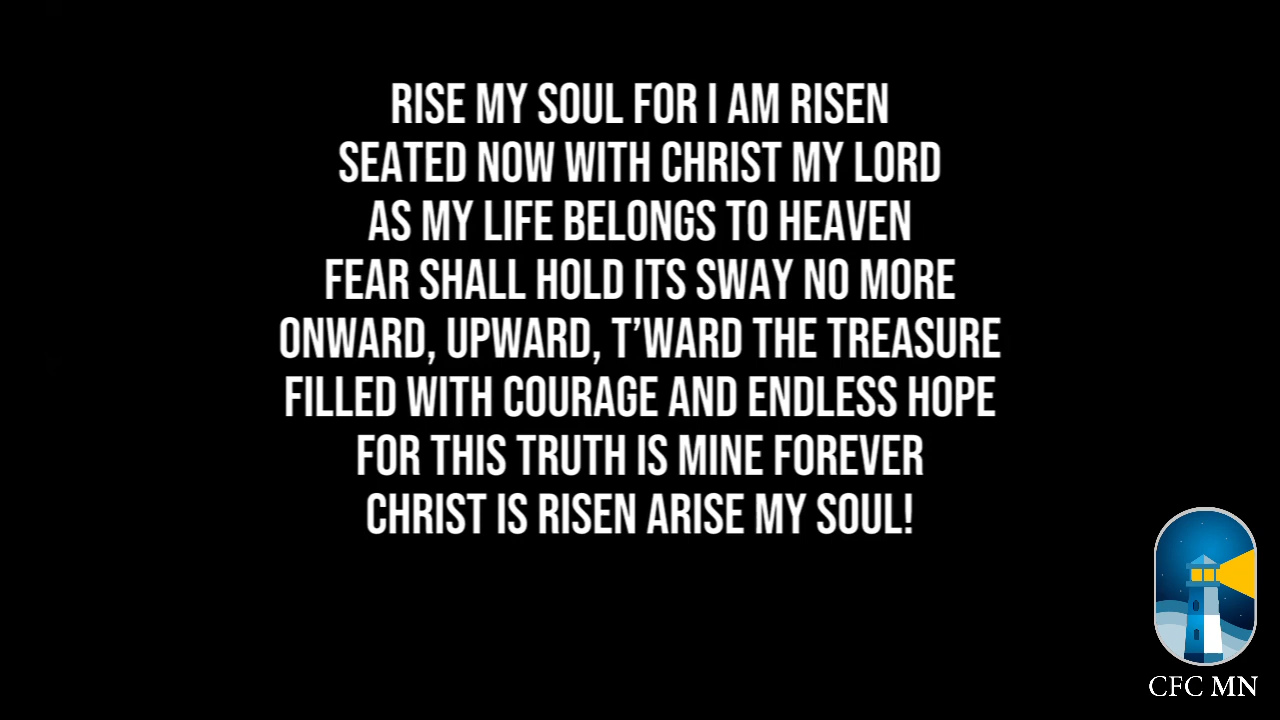 RISE MY SOUL FOR I AM RISEN
SEATED NOW WITH CHRIST MY LORD
AS MY LIFE BELONGS TO HEAVEN
FEAR SHALL HOLD ITS SWAY NO MORE
ONWARD, UPWARD, T’WARD THE TREASURE
FILLED WITH COURAGE AND ENDLESS HOPE
FOR THIS TRUTH IS MINE FOREVER
CHRIST IS RISEN ARISE MY SOUL!
CFC MN